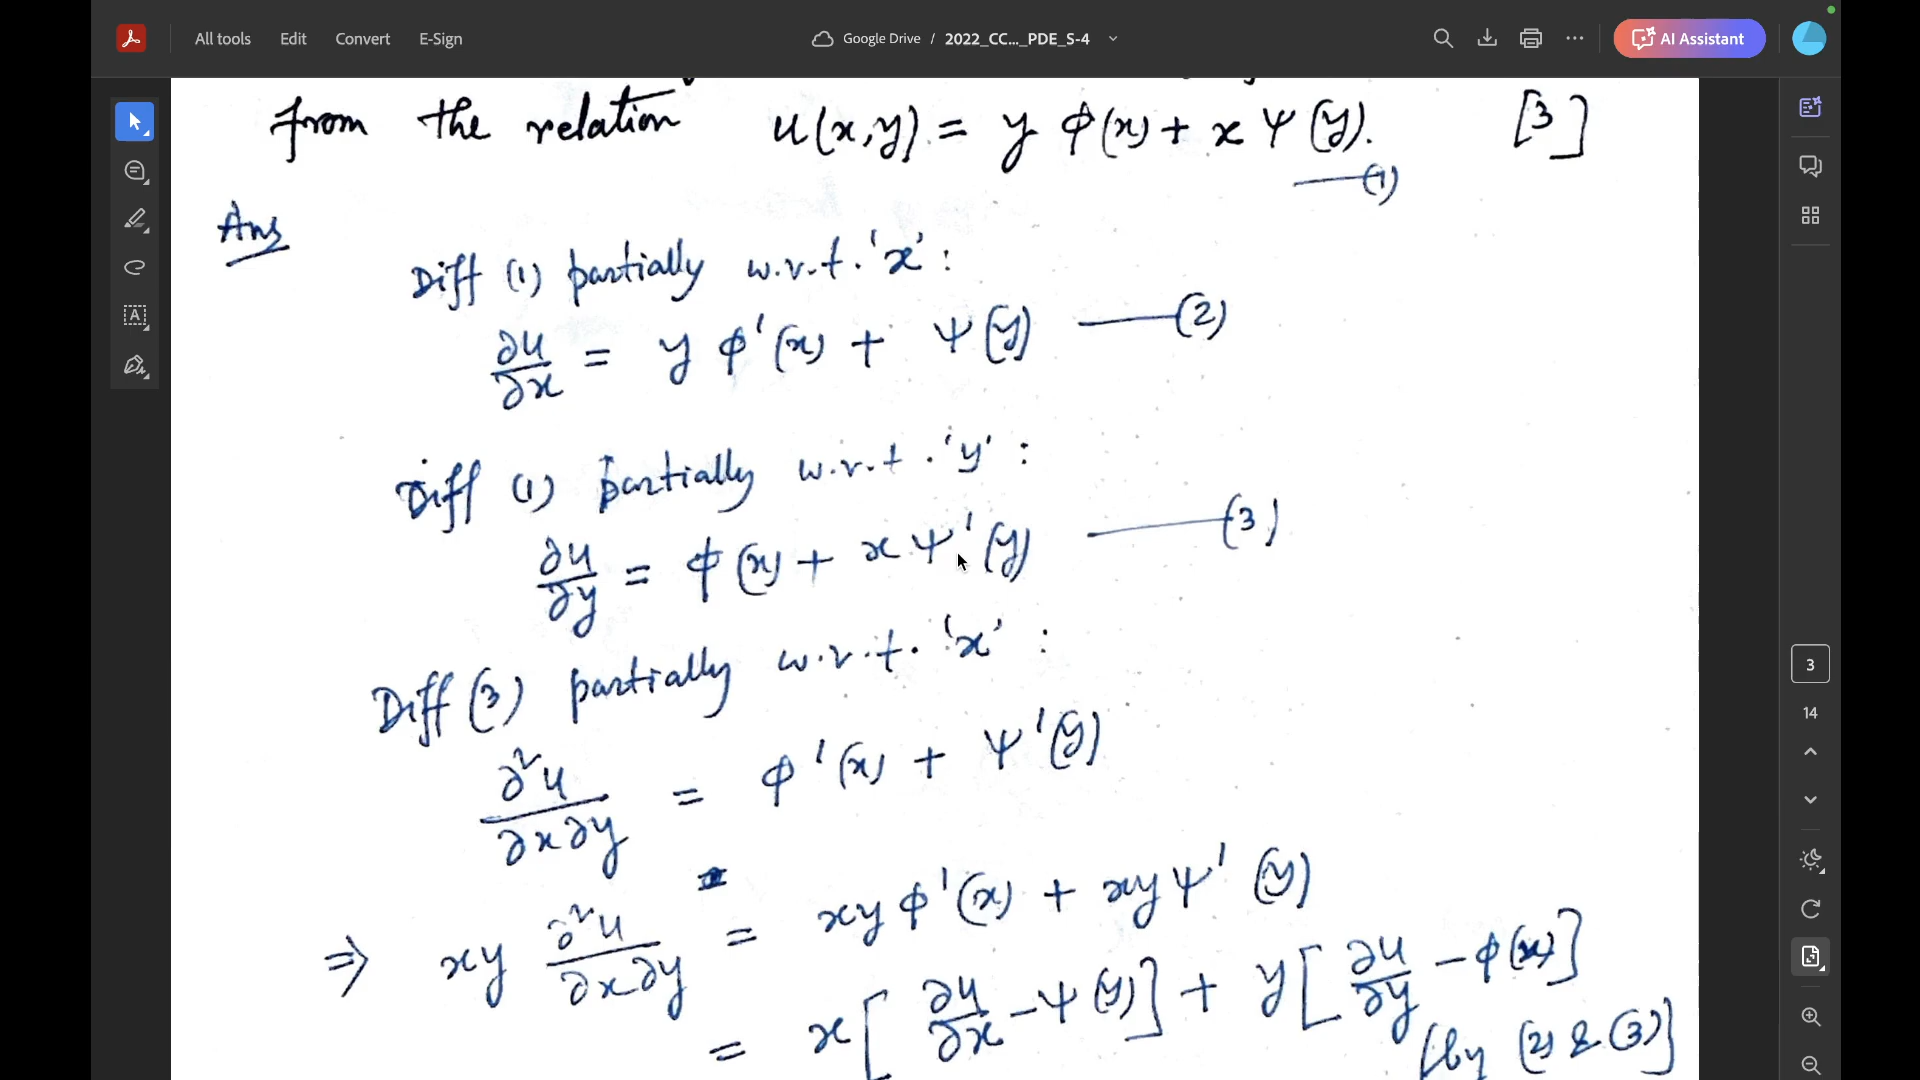 All tools Edit Convert E-Sign Google Drive / 2022_CC..._PDE_S-4 AI Assistant
from the relation u(x,y) = y ϕ(x) + x ψ(y). [3]
—(1)
Ans
Diff (1) partially w.r.t. 'x' :
∂u/∂x = y ϕ'(x) + ψ(y) —(2)
Diff (1) partially w.r.t. 'y' :
∂u/∂y = ϕ(x) + x ψ'(y) —(3)
Diff (3) partially w.r.t. 'x' :
∂²u/∂x∂y = ϕ'(x) + ψ'(y)
⇒ xy ∂²u/∂x∂y = xy ϕ'(x) + xy ψ'(y)
= x[∂u/∂x − ψ(y)] + y[∂u/∂y − ϕ(x)]
[by (2) & (3)]
3
14